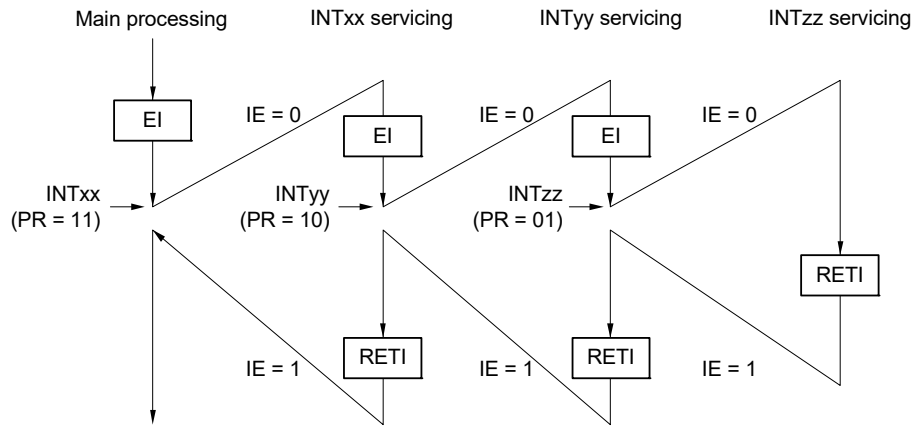 Main processing
INTxx servicing
INTyy servicing
INTzz servicing
EI
IE = 0
EI
IE = 0
EI
IE = 0
INTxx
(PR = 11)
INTyy
(PR = 10)
INTzz
(PR = 01)
RETI
IE = 1
RETI
IE = 1
RETI
IE = 1